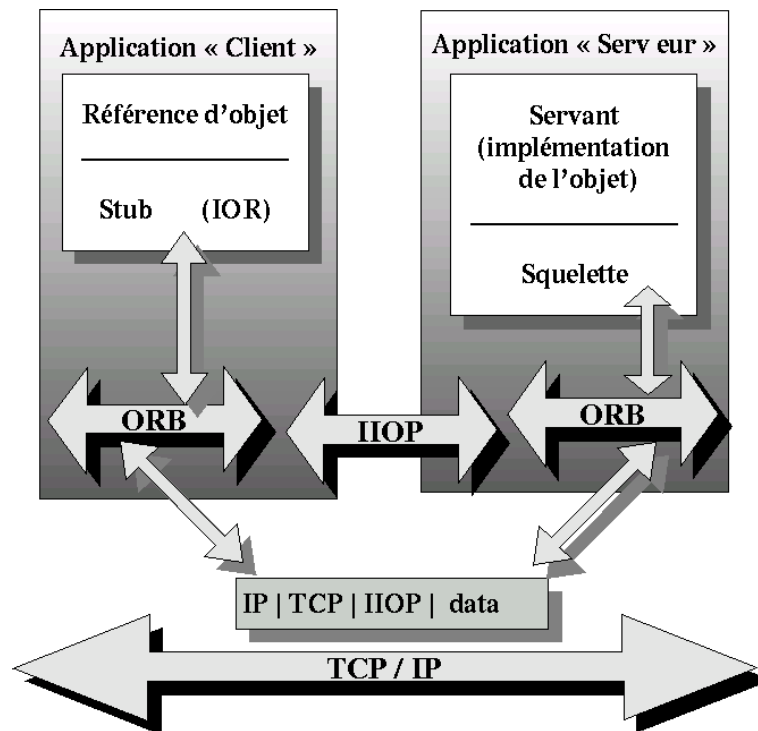 Application « Client »
Référence d'objet
Stub (IOR)
Application « Serv eur »
Servant
(implémentation
de l'objet)
Squelette
ORB
IIOP
ORB
IP | TCP | IIOP | data
TCP / IP